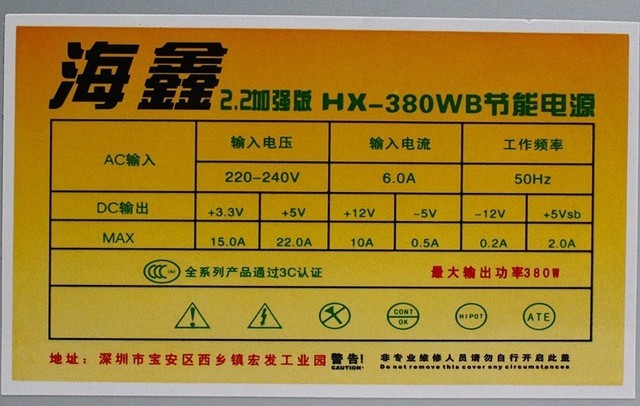 海鑫 2.2加强版 HX-380WB节能电源
AC输入 输入电压 输入电流 工作频率
220-240V 6.0A 50Hz
DC输出 +3.3V +5V +12V -5V -12V +5Vsb
MAX 15.0A 22.0A 10A 0.5A 0.2A 2.0A
全系列产品通过3C认证 最大输出功率380W
CONT OK HIPOT ATE
地址：深圳市宝安区西乡镇宏发工业园 警告! 非专业维修人员请勿自行开启此盖
CAUTION: Do not remove this cover any circumstances